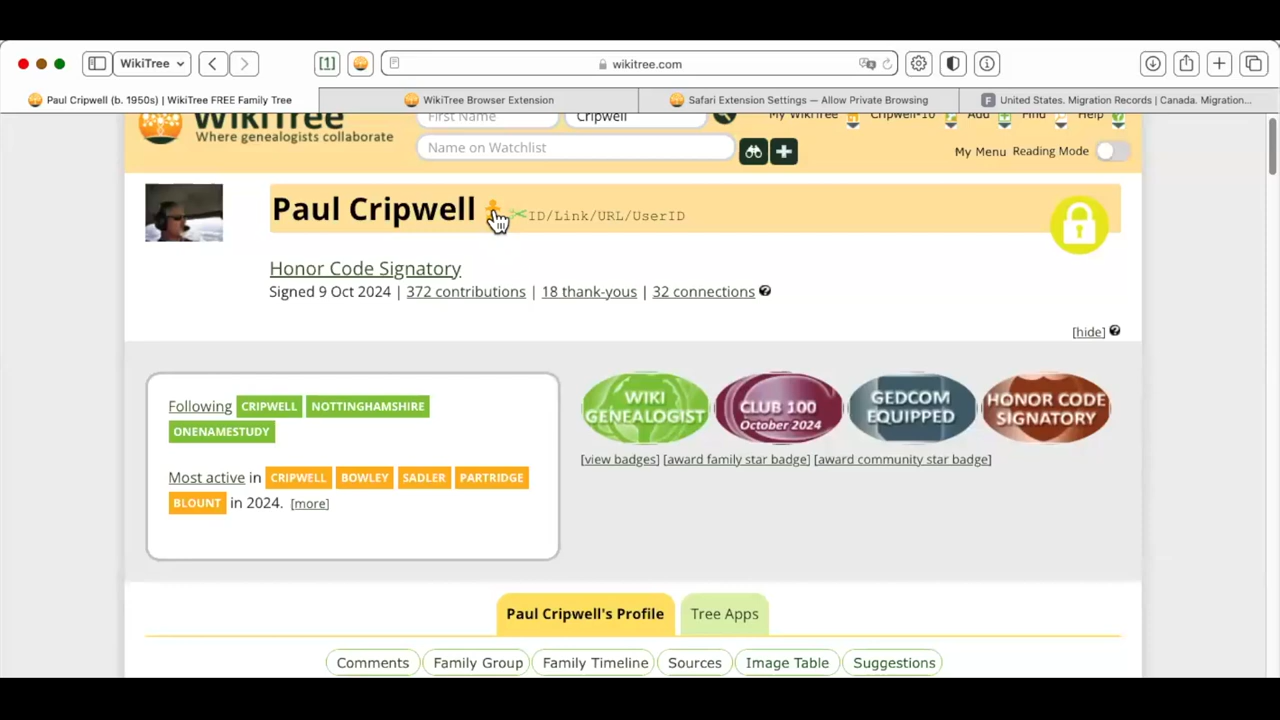 WikiTree
[1]
wikitree.com
Paul Cripwell (b. 1950s) | WikiTree FREE Family Tree
WikiTree Browser Extension
Safari Extension Settings — Allow Private Browsing
United States. Migration Records | Canada. Migration...
WikiTree
Where genealogists collaborate
First Name
Cripwell
My WikiTree
Cripwell-10
Add
Find
Help
Name on Watchlist
My Menu
Reading Mode
Paul Cripwell
ID/Link/URL/UserID
Honor Code Signatory
Signed 9 Oct 2024 | 372 contributions | 18 thank-yous | 32 connections
[hide]
Following CRIPWELL NOTTINGHAMSHIRE
ONENAMESTUDY
Most active in CRIPWELL BOWLEY SADLER PARTRIDGE
BLOUNT in 2024. [more]
WIKI
GENEALOGIST
CLUB 100
October 2024
GEDCOM
EQUIPPED
HONOR CODE
SIGNATORY
[view badges] [award family star badge] [award community star badge]
Paul Cripwell's Profile
Tree Apps
Comments
Family Group
Family Timeline
Sources
Image Table
Suggestions